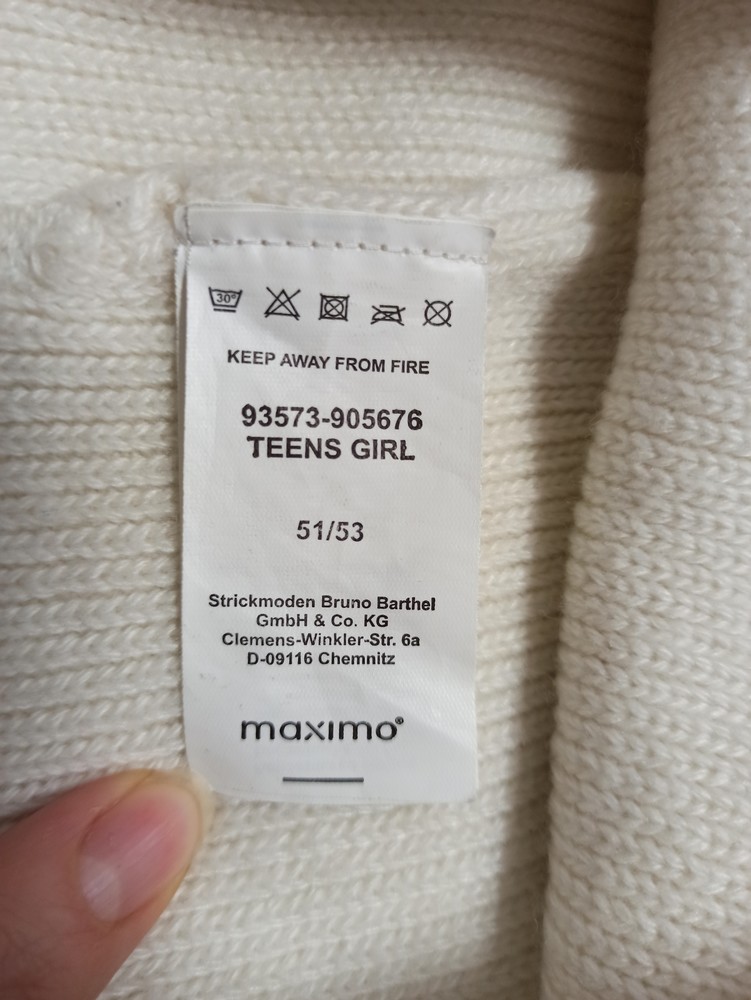 30°
KEEP AWAY FROM FIRE
93573-905676
TEENS GIRL
51/53
Strickmoden Bruno Barthel
GmbH & Co. KG
Clemens-Winkler-Str. 6a
D-09116 Chemnitz
maximo®